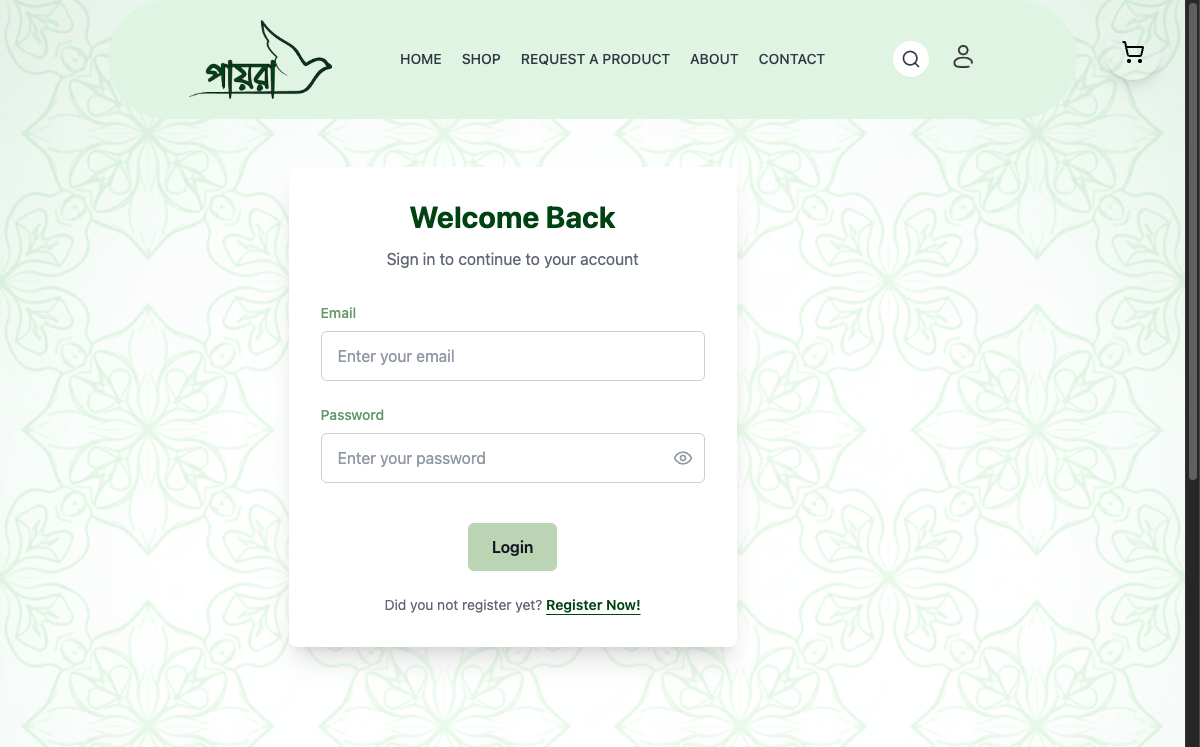 পায়রা
HOME SHOP REQUEST A PRODUCT ABOUT CONTACT
Welcome Back
Sign in to continue to your account
Email
Enter your email
Password
Enter your password
Login
Did you not register yet? Register Now!